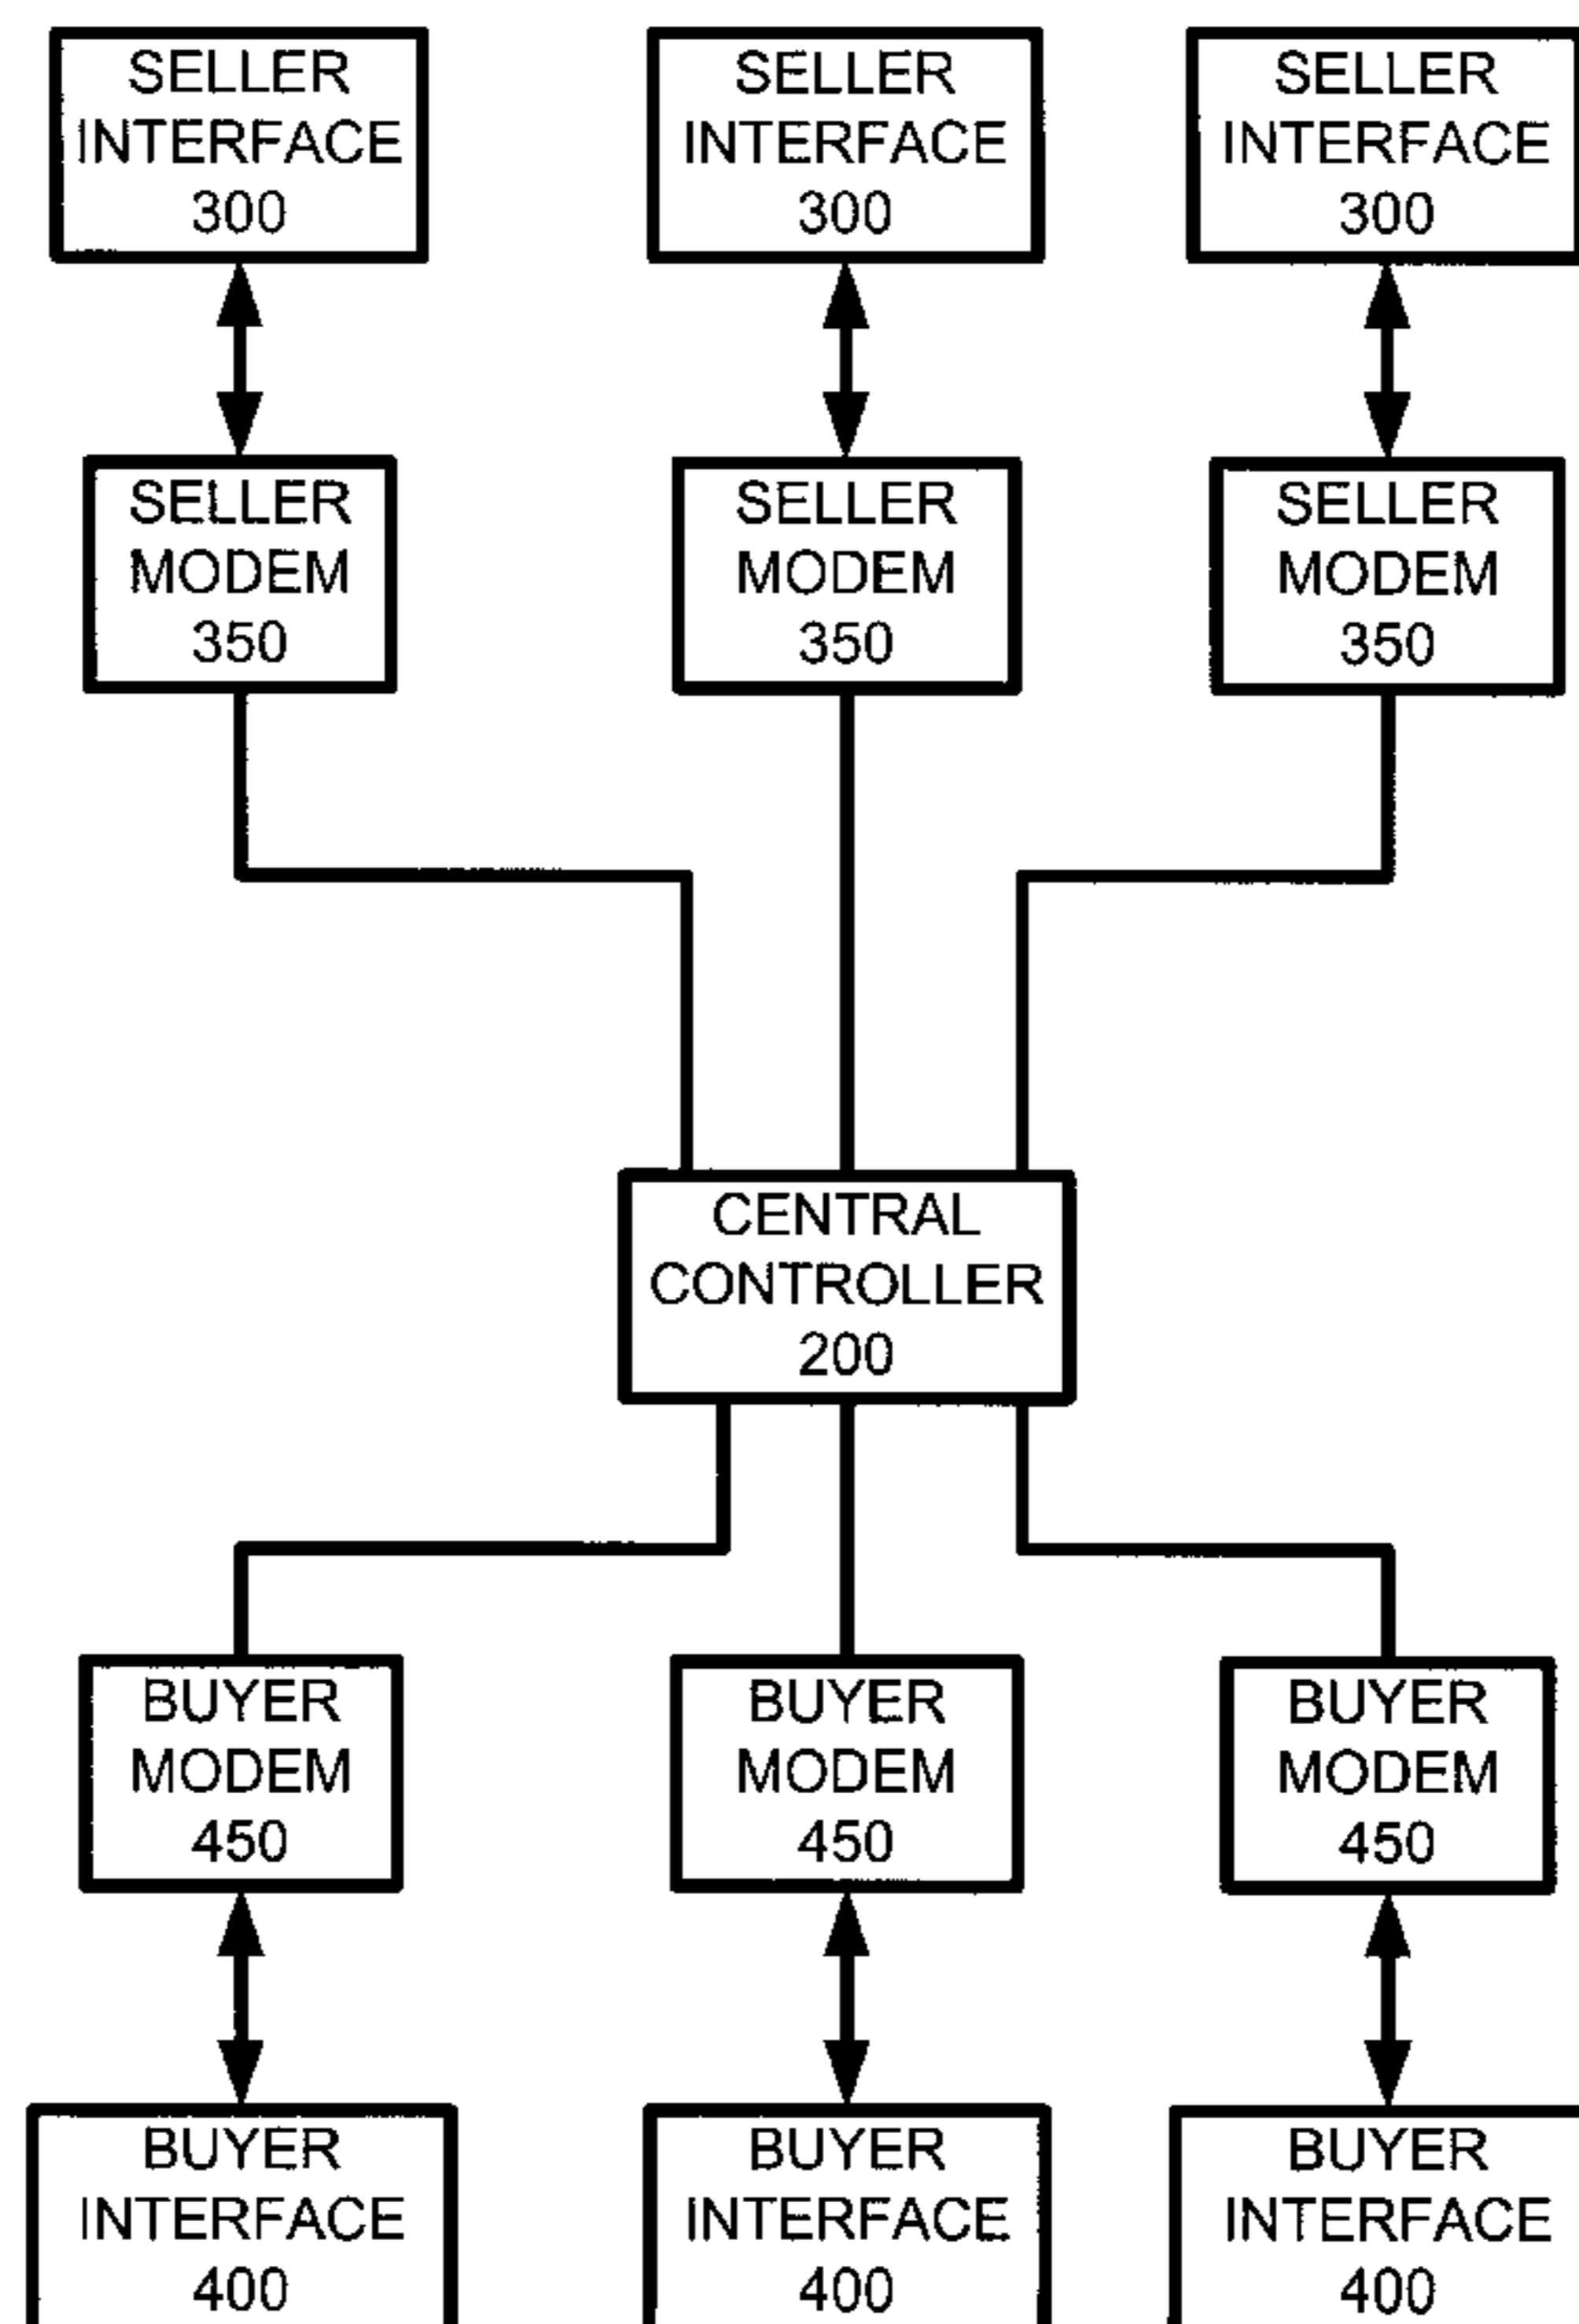 SELLER
INTERFACE
300
SELLER
INTERFACE
300
SELLER
INTERFACE
300
SELLER
MODEM
350
SELLER
MODEM
350
SELLER
MODEM
350
CENTRAL
CONTROLLER
200
BUYER
MODEM
450
BUYER
MODEM
450
BUYER
MODEM
450
BUYER
INTERFACE
400
BUYER
INTERFACE
400
BUYER
INTERFACE
400